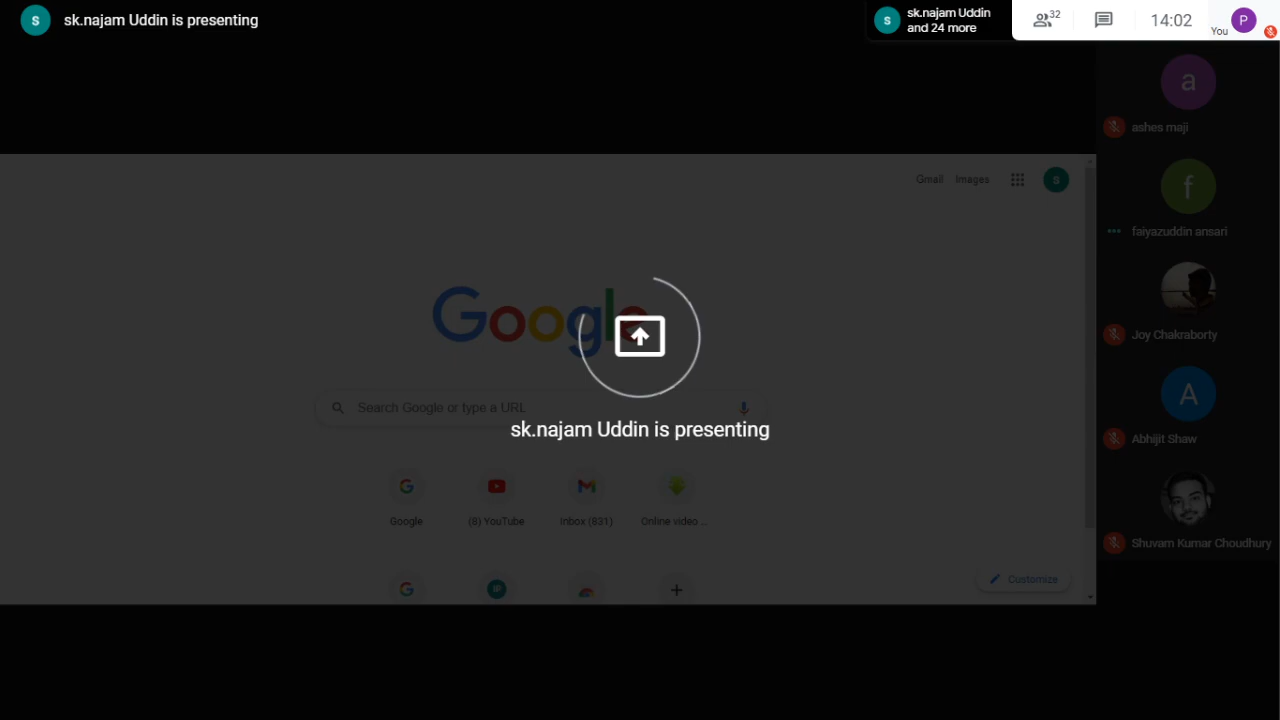 s
sk.najam Uddin is presenting
s
sk.najam Uddin
and 24 more
32
14:02
You
P
a
ashes maji
f
faiyazuddin ansari
Joy Chakraborty
A
Abhijit Shaw
Shuvam Kumar Choudhury
Gmail
Images
s
Google
Search Google or type a URL
sk.najam Uddin is presenting
Google
(8) YouTube
Inbox (831)
Online video ...
IP
Customize